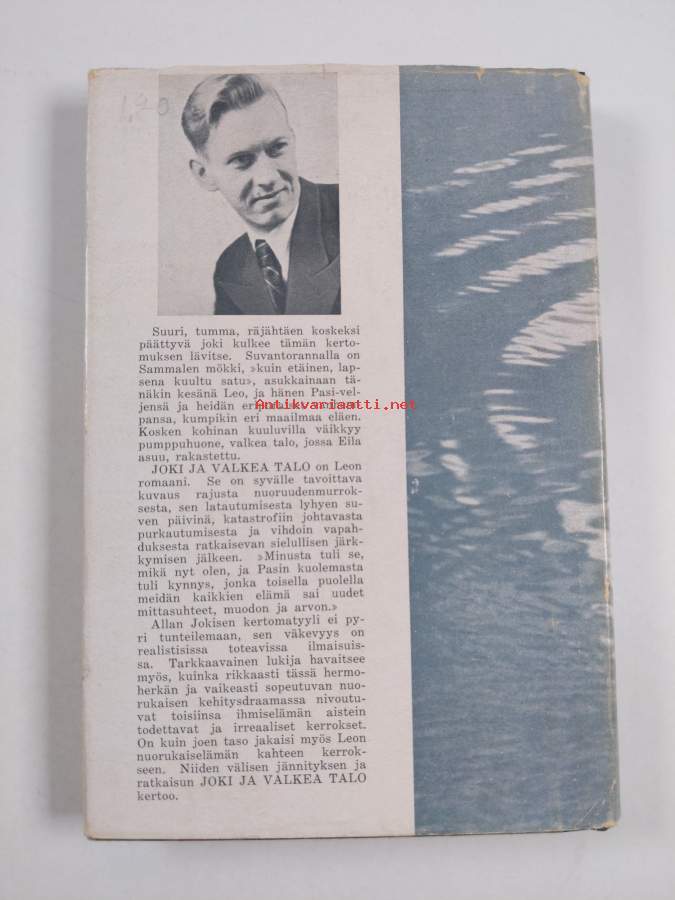 1,20
Suuri, tumma, räjähtäen koskeksi
päättyvä joki kulkee tämän kerto-
muksen lävitse. Suvantorannalla on
Sammalen mökki, »kuin etäinen, lap-
sena kuultu satu», asukkainaan tä-
näkin kesänä Leo, ja hänen Pasi-vel-
jensä ja heidän
Antikvariaatti.net
pansa, kumpikin eri maailmaa eläen.
Kosken kohinan kuuluvilla väikkyy
pumppuhuone, valkea talo, jossa Eila
asuu, rakastettu.
JOKI JA VALKEA TALO on Leon
romaani. Se on syvälle tavoittava
kuvaus rajusta nuoruudenmurrok-
sesta, sen latautumisesta lyhyen su-
ven päivinä, katastrofiin johtavasta
purkautumisesta ja vihdoin vapah-
duksesta ratkaisevan sielullisen järk-
kymisen jälkeen. »Minusta tuli se,
mikä nyt olen, ja Pasin kuolemasta
tuli kynnys, jonka toisella puolella
meidän kaikkien elämä sai uudet
mittasuhteet, muodon ja arvon.»
Allan Jokisen kertomatyyli ei py-
ri tunteilemaan, sen väkevyys on
realistisissa toteavissa ilmaisuis-
sa. Tarkkaavainen lukija havaitsee
myös, kuinka rikkaasti tässä hermo-
herkän ja vaikeasti sopeutuvan nuo-
rukaisen kehitysdraamassa nivoutu-
vat toisiinsa ihmiselämän aistein
todettavat ja irreaaliset kerrokset.
On kuin joen taso jakaisi myös Leon
nuorukaiselämän kahteen kerrok-
seen. Niiden välisen jännityksen ja
ratkaisun JOKI JA VALKEA TALO
kertoo.